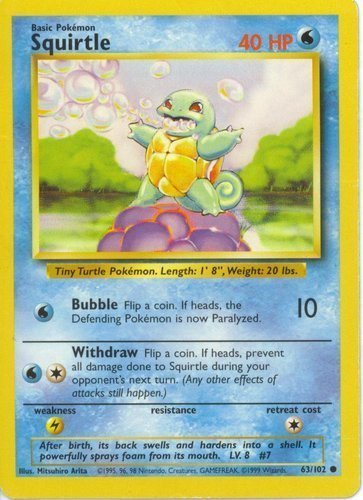 Basic Pokémon
Squirtle 40 HP
Tiny Turtle Pokémon. Length: 1' 8", Weight: 20 lbs.
Bubble Flip a coin. If heads, the
Defending Pokémon is now Paralyzed.
10
Withdraw Flip a coin. If heads, prevent
all damage done to Squirtle during your
opponent's next turn. (Any other effects of
attacks still happen.)
weakness resistance retreat cost
After birth, its back swells and hardens into a shell. It
powerfully sprays foam from its mouth. LV. 8 #7
Illus. Mitsuhiro Arita ©1995, 96, 98 Nintendo, Creatures, GAMEFREAK. ©1999 Wizards. 63/102